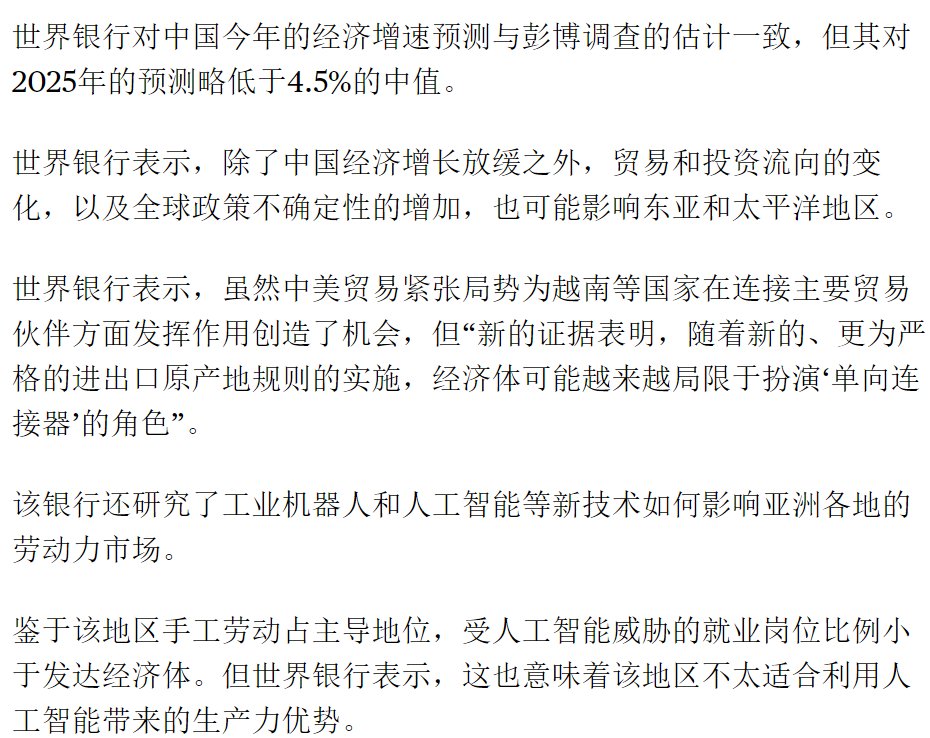 世界银行对中国今年的经济增速预测与彭博调查的估计一致，但其对
2025年的预测略低于4.5%的中值。
世界银行表示，除了中国经济增长放缓之外，贸易和投资流向的变
化，以及全球政策不确定性的增加，也可能影响东亚和太平洋地区。
世界银行表示，虽然中美贸易紧张局势为越南等国家在连接主要贸易
伙伴方面发挥作用创造了机会，但“新的证据表明，随着新的、更为严
格的进出口原产地规则的实施，经济体可能越来越局限于扮演‘单向连
接器’的角色”。
该银行还研究了工业机器人和人工智能等新技术如何影响亚洲各地的
劳动力市场。
鉴于该地区手工劳动占主导地位，受人工智能威胁的就业岗位比例小
于发达经济体。但世界银行表示，这也意味着该地区不太适合利用人
工智能带来的生产力优势。